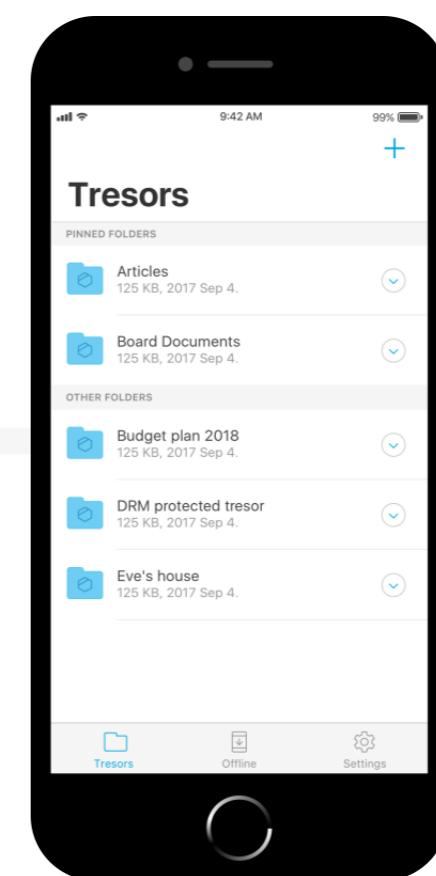 9:42 AM 99%
Tresors
PINNED FOLDERS
Articles
125 KB, 2017 Sep 4.
Board Documents
125 KB, 2017 Sep 4.
OTHER FOLDERS
Budget plan 2018
125 KB, 2017 Sep 4.
DRM protected tresor
125 KB, 2017 Sep 4.
Eve's house
125 KB, 2017 Sep 4.
Tresors Offline Settings